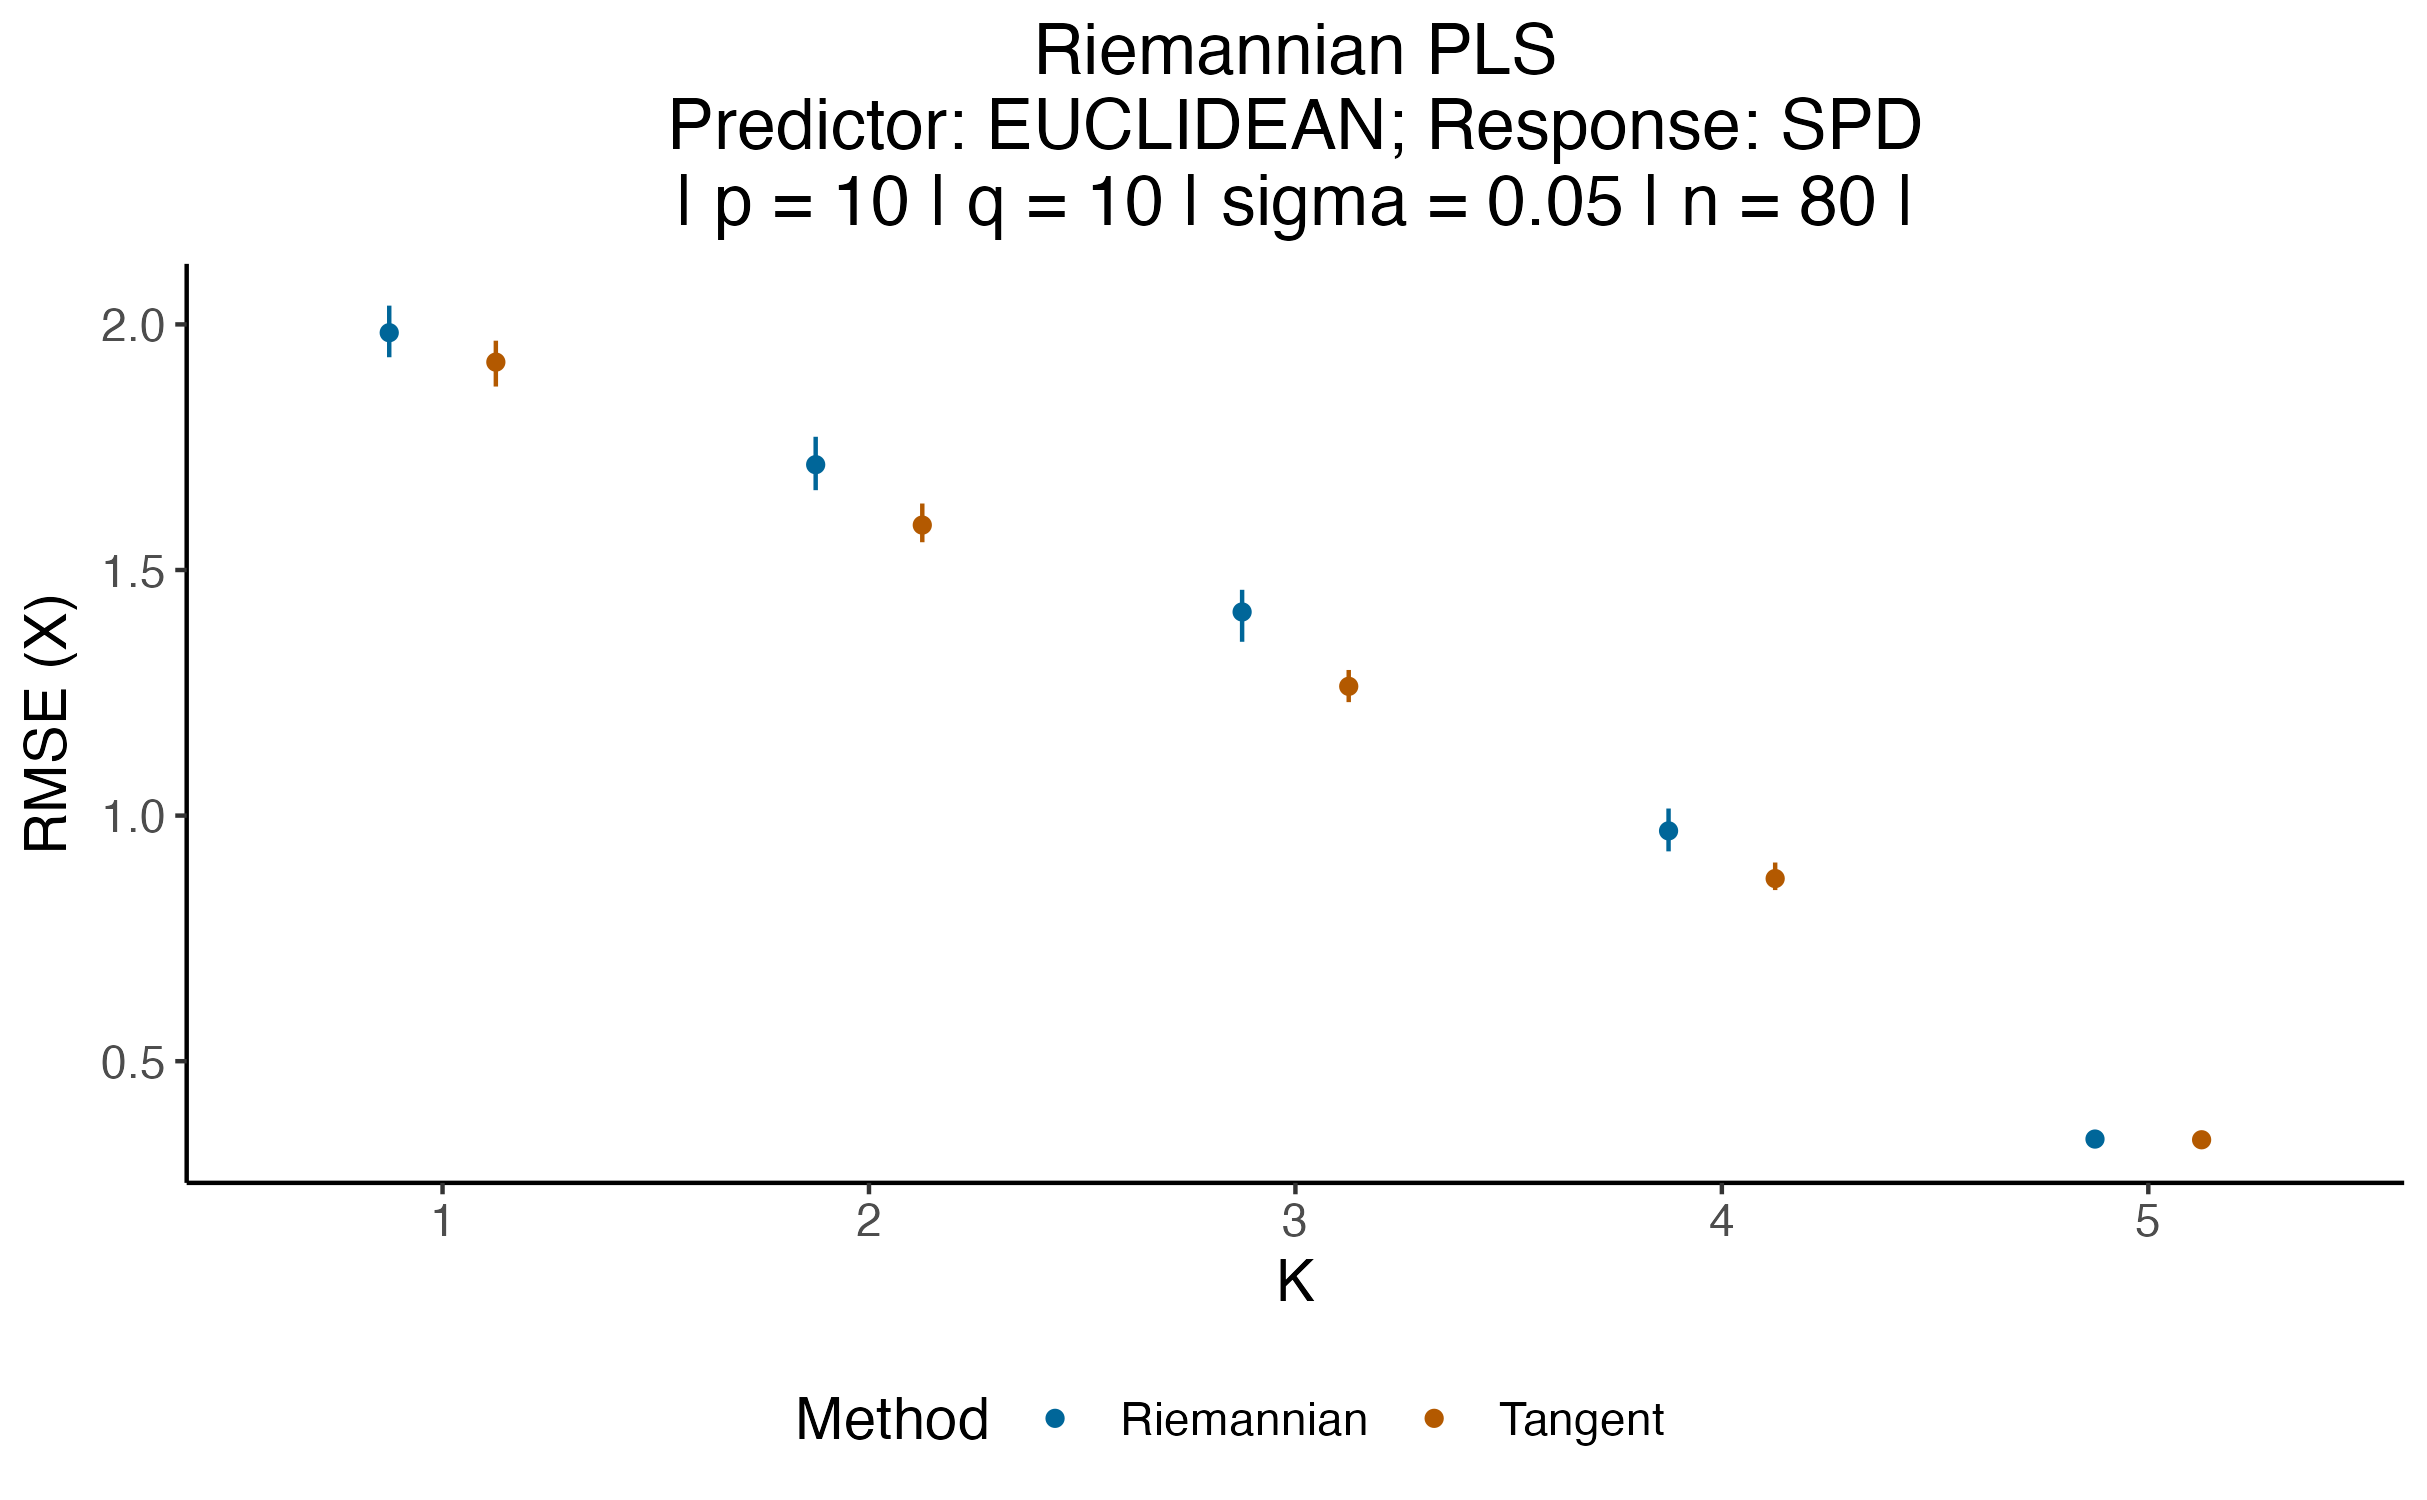 Riemannian PLS
Predictor: EUCLIDEAN; Response: SPD
| p = 10 | q = 10 | sigma = 0.05 | n = 80 |
RMSE (X)
2.0
1.5
1.0
0.5
1 2 3 4 5
K
Method Riemannian Tangent